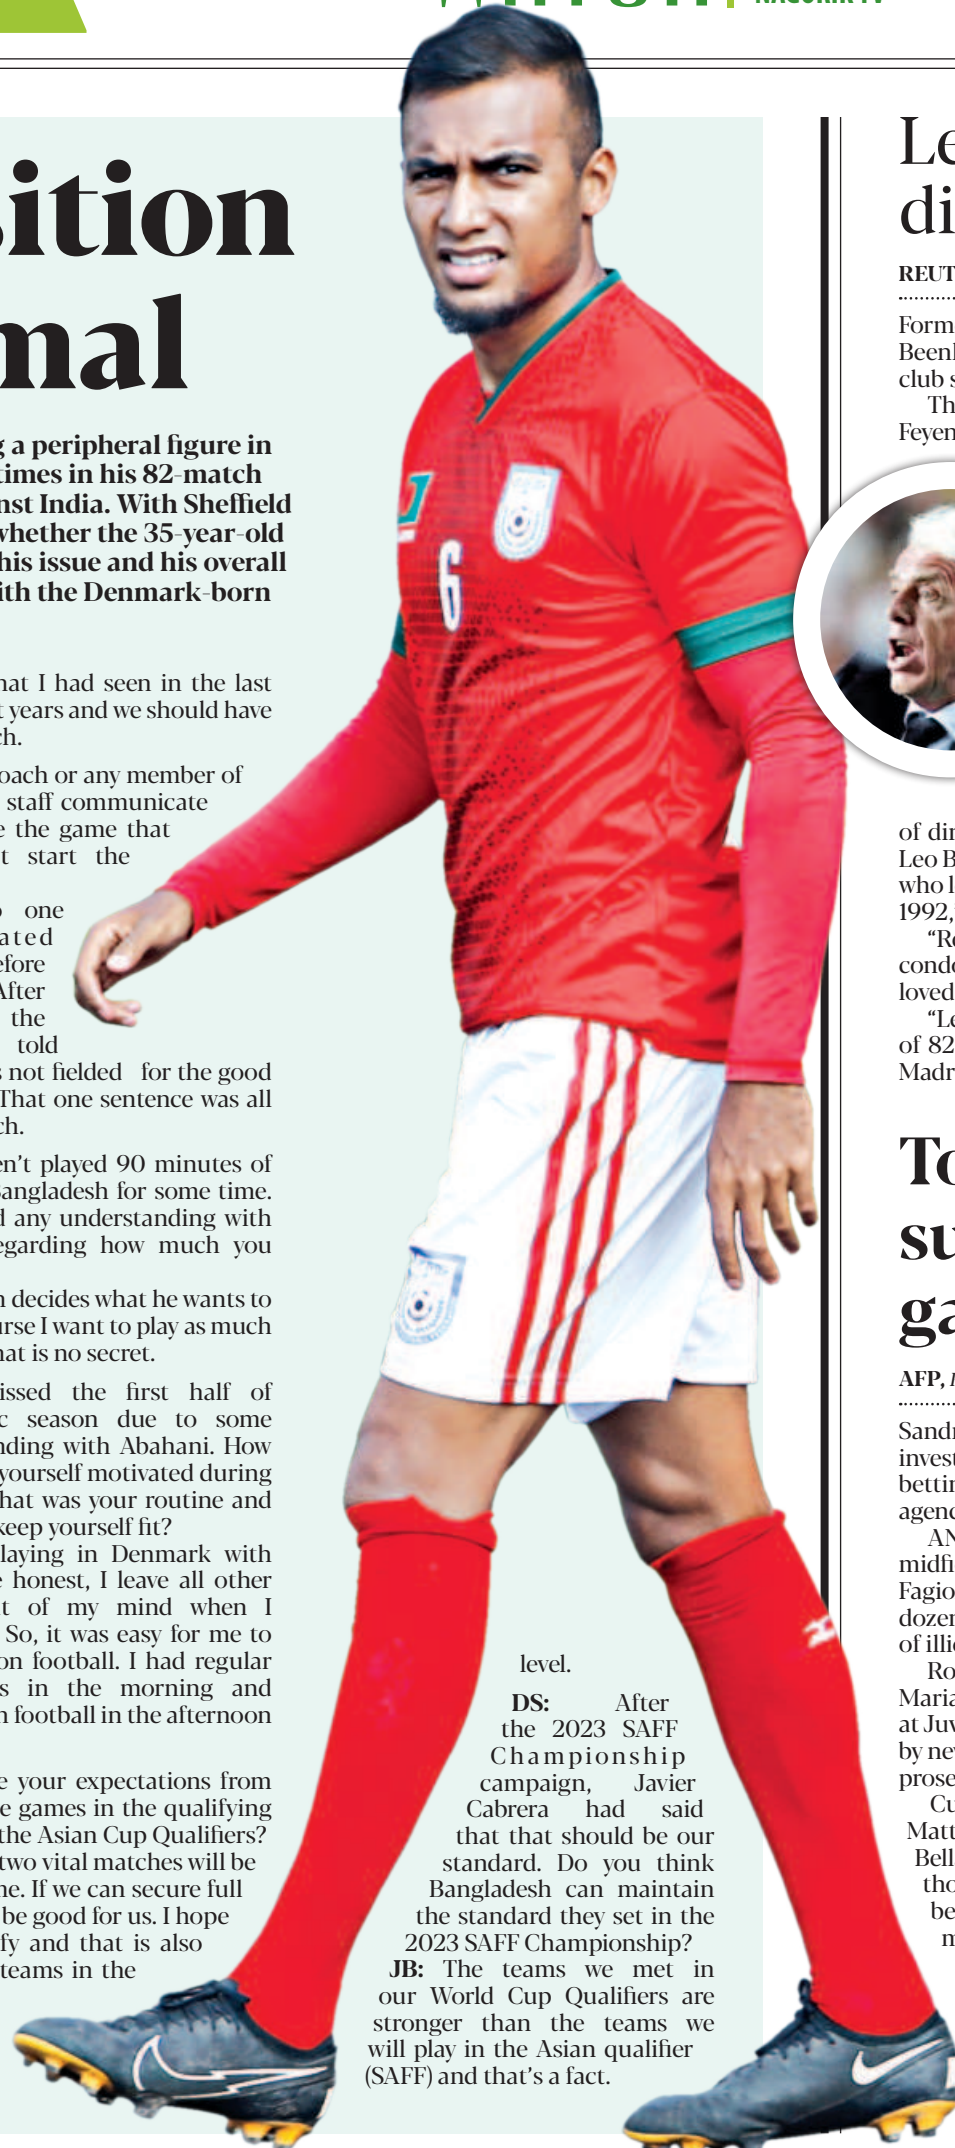 NAGORIK TV
sition
mal
g a peripheral figure in
times in his 82-match
nst India. With Sheffield
whether the 35-year-old
his issue and his overall
ith the Denmark-born
hat I had seen in the last
t years and we should have
ch.
oach or any member of
staff communicate
e the game that
t start the
o one
ated
efore
After
the
told
s not fielded for the good
That one sentence was all
ch.
en't played 90 minutes of
Bangladesh for some time.
d any understanding with
egarding how much you
n decides what he wants to
urse I want to play as much
hat is no secret.
issed the first half of
c season due to some
nding with Abahani. How
yourself motivated during
hat was your routine and
keep yourself fit?
laying in Denmark with
e honest, I leave all other
t of my mind when I
So, it was easy for me to
on football. I had regular
s in the morning and
n football in the afternoon
e your expectations from
e games in the qualifying
the Asian Cup Qualifiers?
two vital matches will be
ne. If we can secure full
be good for us. I hope
fy and that is also
teams in the
6
level.
DS: After
the 2023 SAFF
Championship
campaign, Javier
Cabrera had said
that that should be our
standard. Do you think
Bangladesh can maintain
the standard they set in the
2023 SAFF Championship?
JB: The teams we met in
our World Cup Qualifiers are
stronger than the teams we
will play in the Asian qualifier
(SAFF) and that's a fact.
Le
di
REUT
Form
Been
club s
Th
Feyen
of dir
Leo B
who l
1992,
"Re
conde
loved
"Le
of 82
Madr
To
su
ga
AFP,
Sandr
invest
bettin
agenc
AN
midfi
Fagio
dozen
of illi
Ro
Maria
at Juv
by nev
prose
Cu
Matt
Bell
tho
be
m